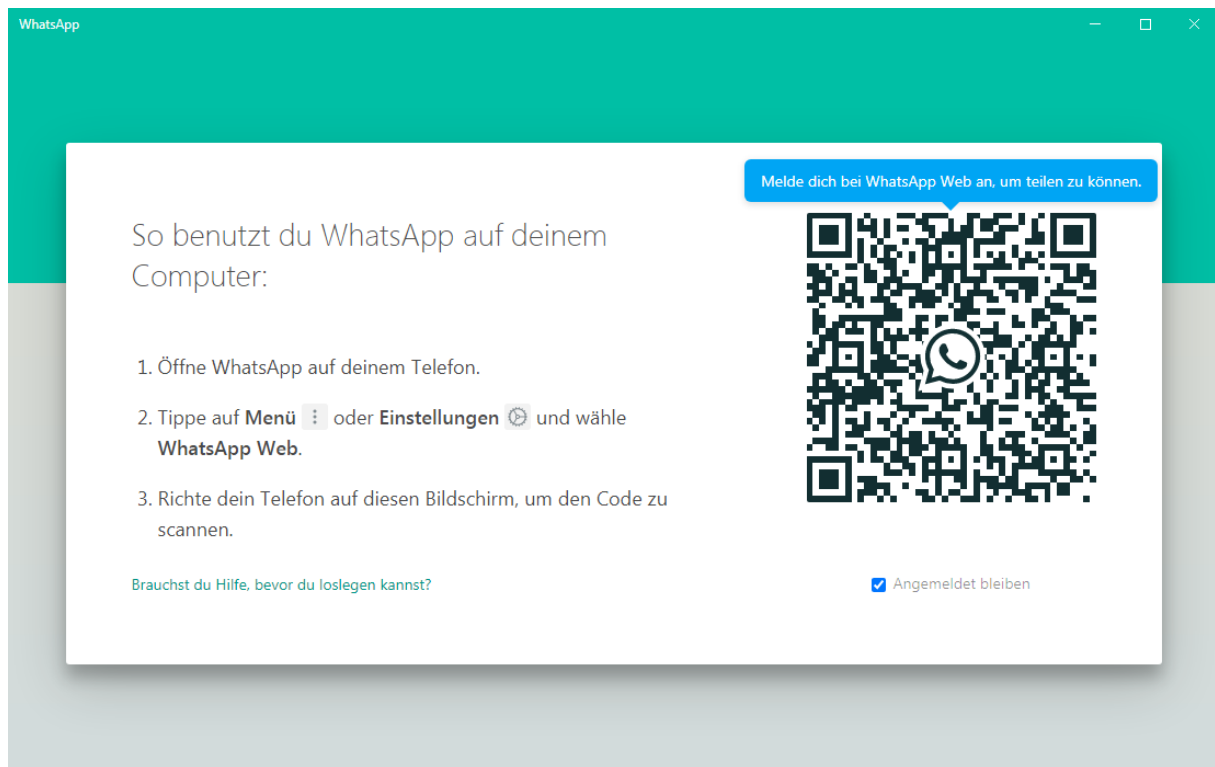 WhatsApp
Melde dich bei WhatsApp Web an, um teilen zu können.
So benutzt du WhatsApp auf deinem
Computer:
1. Öffne WhatsApp auf deinem Telefon.
2. Tippe auf Menü oder Einstellungen und wähle
WhatsApp Web.
3. Richte dein Telefon auf diesen Bildschirm, um den Code zu
scannen.
Brauchst du Hilfe, bevor du loslegen kannst?
Angemeldet bleiben